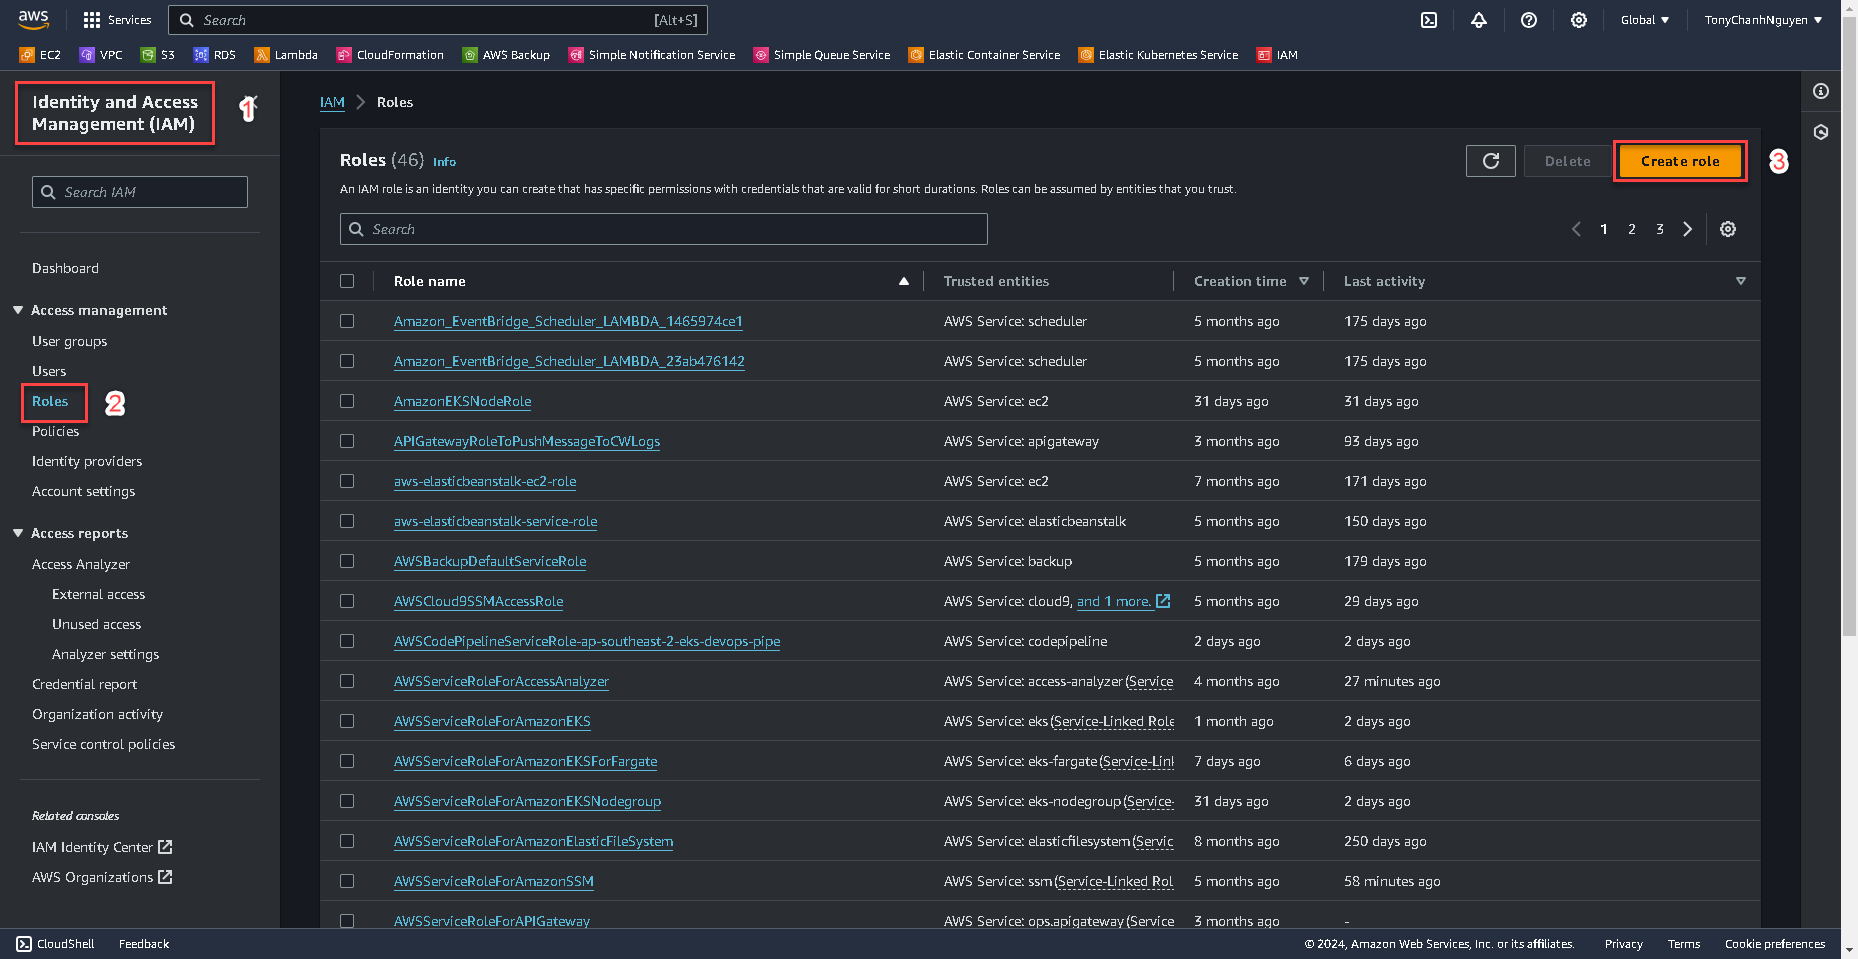 aws
Services
Search
[Alt+S]
Global ▼
TonyChanhNguyen ▼
EC2
VPC
S3
RDS
Lambda
CloudFormation
AWS Backup
Simple Notification Service
Simple Queue Service
Elastic Container Service
Elastic Kubernetes Service
IAM
Identity and Access
Management (IAM)
1
Search IAM
Dashboard
Access management
User groups
Users
Roles
2
Policies
Identity providers
Account settings
Access reports
Access Analyzer
External access
Unused access
Analyzer settings
Credential report
Organization activity
Service control policies
Related consoles
IAM Identity Center
AWS Organizations
IAM > Roles
Roles (46) Info
Delete
Create role
3
An IAM role is an identity you can create that has specific permissions with credentials that are valid for short durations. Roles can be assumed by entities that you trust.
Search
1 2 3
Role name Trusted entities Creation time Last activity
Amazon_EventBridge_Scheduler_LAMBDA_1465974ce1 AWS Service: scheduler 5 months ago 175 days ago
Amazon_EventBridge_Scheduler_LAMBDA_23ab476142 AWS Service: scheduler 5 months ago 175 days ago
AmazonEKSNodeRole AWS Service: ec2 31 days ago 31 days ago
APIGatewayRoleToPushMessageToCWLogs AWS Service: apigateway 3 months ago 93 days ago
aws-elasticbeanstalk-ec2-role AWS Service: ec2 7 months ago 171 days ago
aws-elasticbeanstalk-service-role AWS Service: elasticbeanstalk 5 months ago 150 days ago
AWSBackupDefaultServiceRole AWS Service: backup 5 months ago 179 days ago
AWSCloud9SSMAccessRole AWS Service: cloud9, and 1 more. 5 months ago 29 days ago
AWSCodePipelineServiceRole-ap-southeast-2-eks-devops-pipe AWS Service: codepipeline 2 days ago 2 days ago
AWSServiceRoleForAccessAnalyzer AWS Service: access-analyzer (Service 4 months ago 27 minutes ago
AWSServiceRoleForAmazonEKS AWS Service: eks (Service-Linked Role 1 month ago 2 days ago
AWSServiceRoleForAmazonEKSForFargate AWS Service: eks-fargate (Service-Link 7 days ago 6 days ago
AWSServiceRoleForAmazonEKSNodegroup AWS Service: eks-nodegroup (Service- 31 days ago 2 days ago
AWSServiceRoleForAmazonElasticFileSystem AWS Service: elasticfilesystem (Servic 8 months ago 250 days ago
AWSServiceRoleForAmazonSSM AWS Service: ssm (Service-Linked Rol 5 months ago 58 minutes ago
AWSServiceRoleForAPIGateway AWS Service: ops.apigateway (Service 3 months ago -
CloudShell
Feedback
© 2024, Amazon Web Services, Inc. or its affiliates.
Privacy
Terms
Cookie preferences